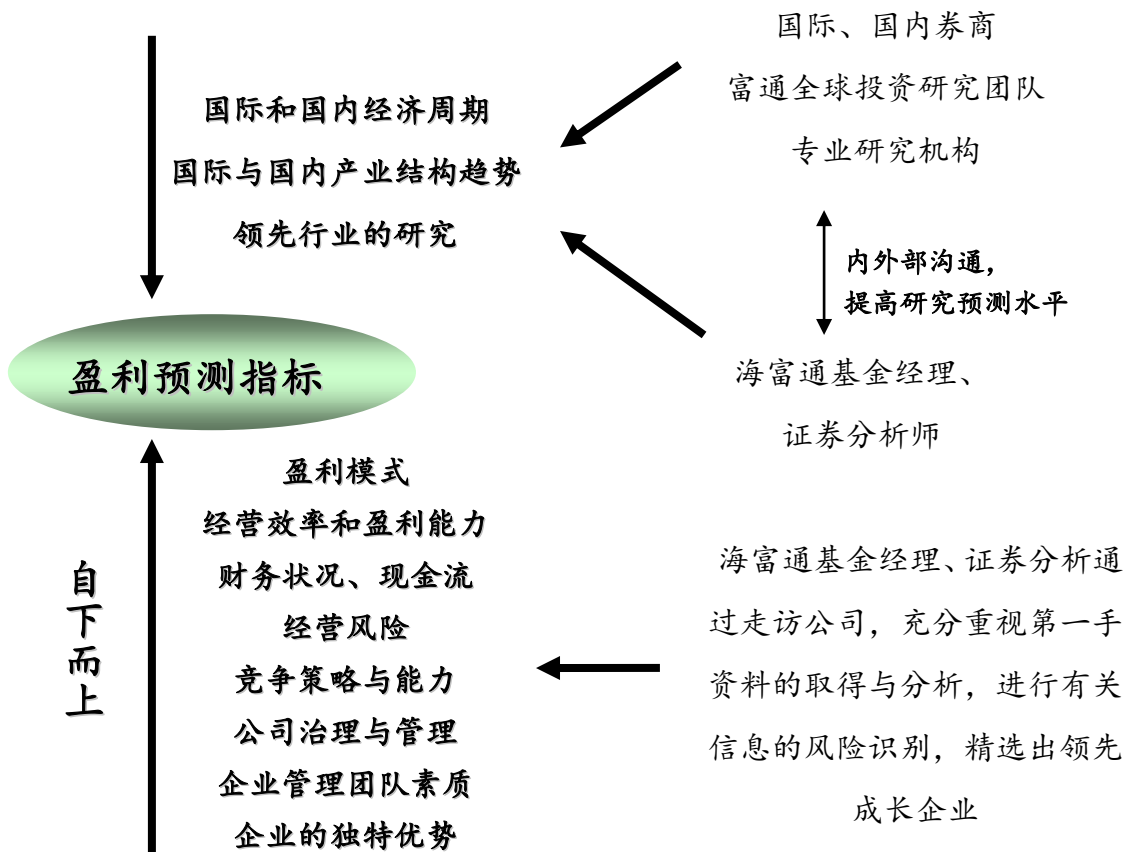 国际、国内券商
富通全球投资研究团队
专业研究机构
国际和国内经济周期
国际与国内产业结构趋势
领先行业的研究
内外部沟通，
提高研究预测水平
海富通基金经理、
证券分析师
盈利预测指标
自下而上
盈利模式
经营效率和盈利能力
财务状况、现金流
经营风险
竞争策略与能力
公司治理与管理
企业管理团队素质
企业的独特优势
海富通基金经理、证券分析通
过走访公司，充分重视第一手
资料的取得与分析，进行有关
信息的风险识别，精选出领先
成长企业